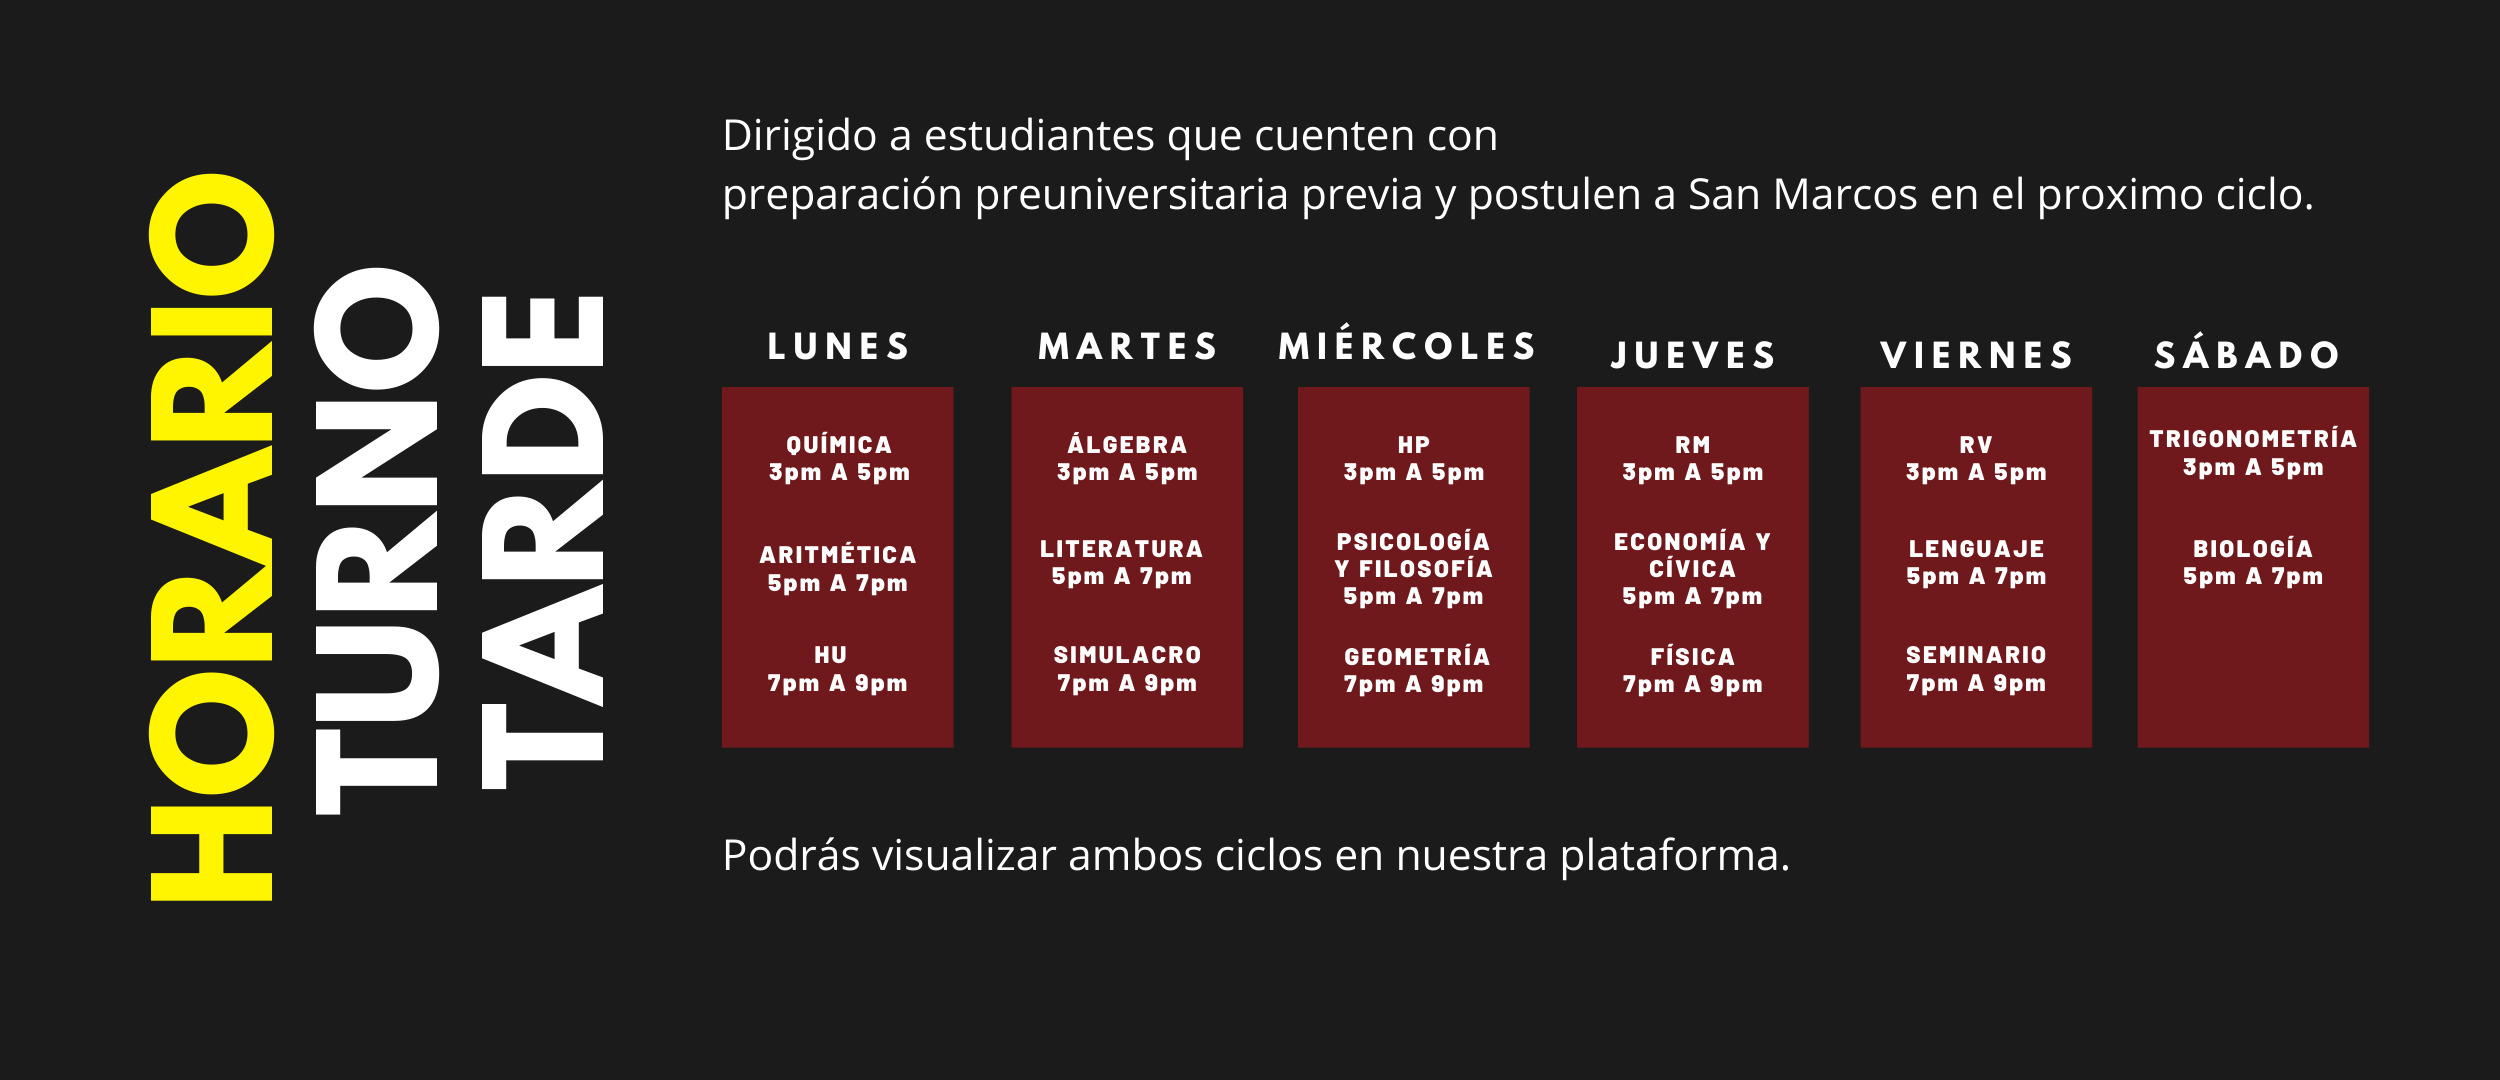 HORARIO
TURNO
TARDE
Dirigido a estudiantes que cuenten con
preparación preuniversitaria previa y postulen a San Marcos en el proximo ciclo.
LUNES
QUÍMICA
3pm A 5pm
ARITMÉTICA
5pm A 7pm
HU
7pm A 9pm
MARTES
ÁLGEBRA
3pm A 5pm
LITERATURA
5pm A 7pm
SIMULACRO
7pm A 9pm
MIÉRCOLES
HP
3pm A 5pm
PSICOLOGÍA
Y FILOSOFÍA
5pm A 7pm
GEOMETRÍA
7pm A 9pm
JUEVES
RM
3pm A 5pm
ECONOMÍA Y
CÍVICA
5pm A 7pm
FÍSICA
7pm A 9pm
VIERNES
RV
3pm A 5pm
LENGUAJE
5pm A 7pm
SEMINARIO
7pm A 9pm
SÁBADO
TRIGONOMETRÍA
3pm A 5pm
BIOLOGÍA
5pm A 7pm
Podrás visualizar ambos ciclos en nuestra plataforma.